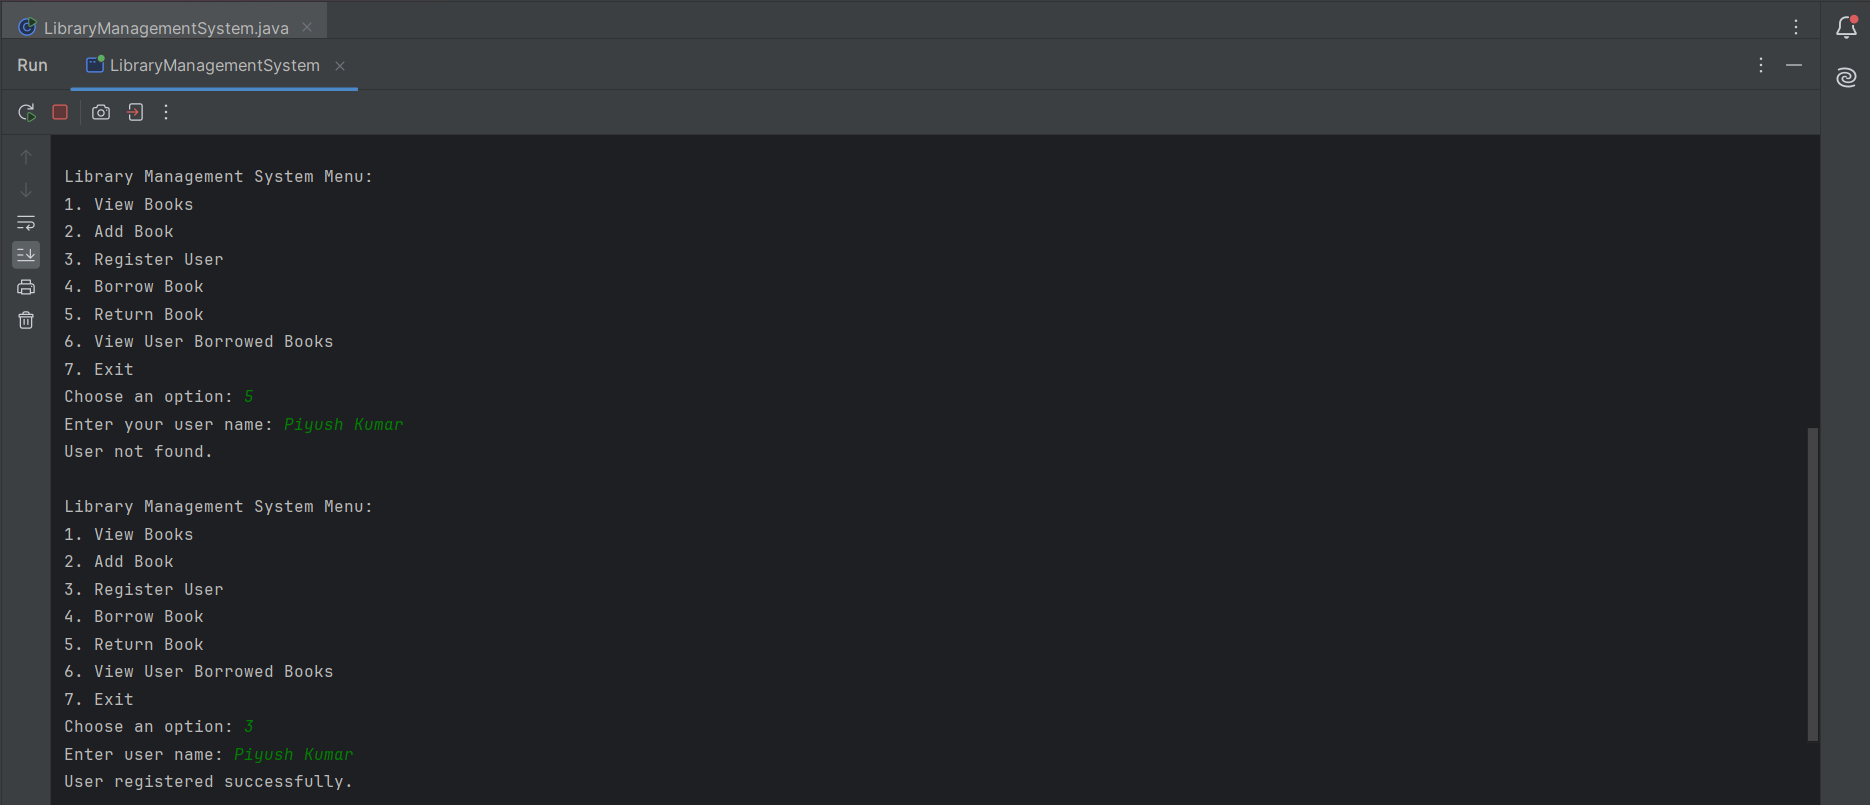 LibraryManagementSystem.java
Run LibraryManagementSystem
Library Management System Menu:
1. View Books
2. Add Book
3. Register User
4. Borrow Book
5. Return Book
6. View User Borrowed Books
7. Exit
Choose an option: 5
Enter your user name: Piyush Kumar
User not found.
Library Management System Menu:
1. View Books
2. Add Book
3. Register User
4. Borrow Book
5. Return Book
6. View User Borrowed Books
7. Exit
Choose an option: 3
Enter user name: Piyush Kumar
User registered successfully.